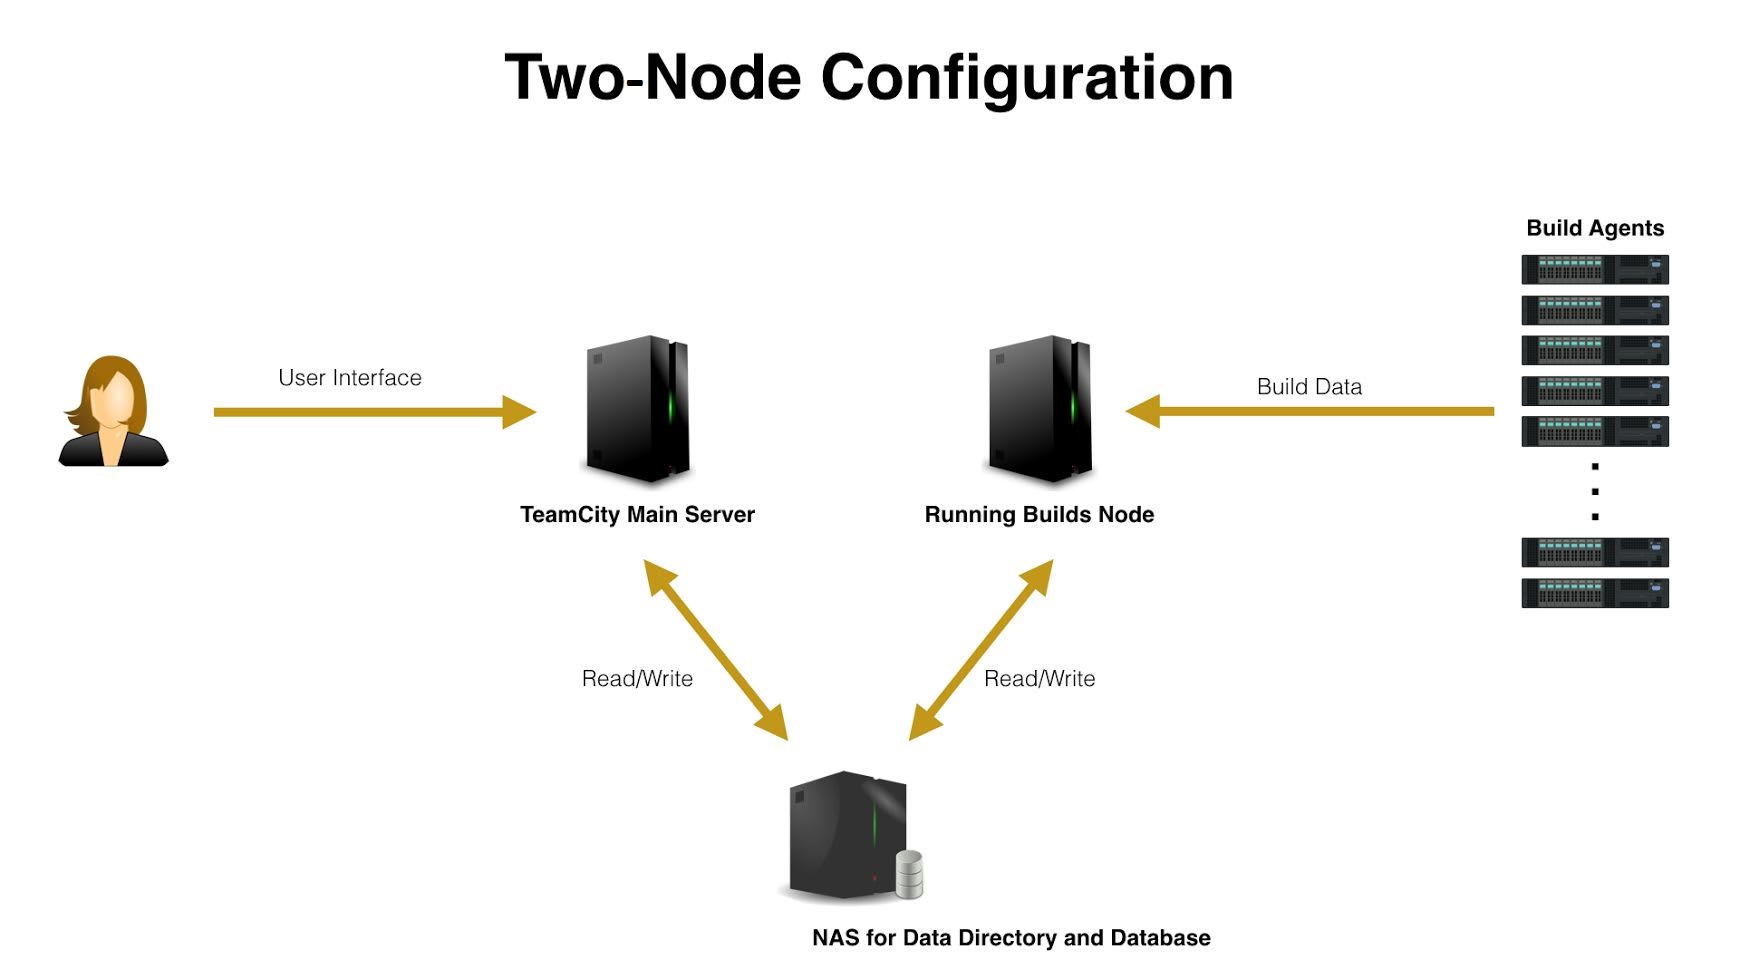 Two-Node Configuration
Build Agents
User Interface
Build Data
TeamCity Main Server
Running Builds Node
Read/Write
Read/Write
NAS for Data Directory and Database